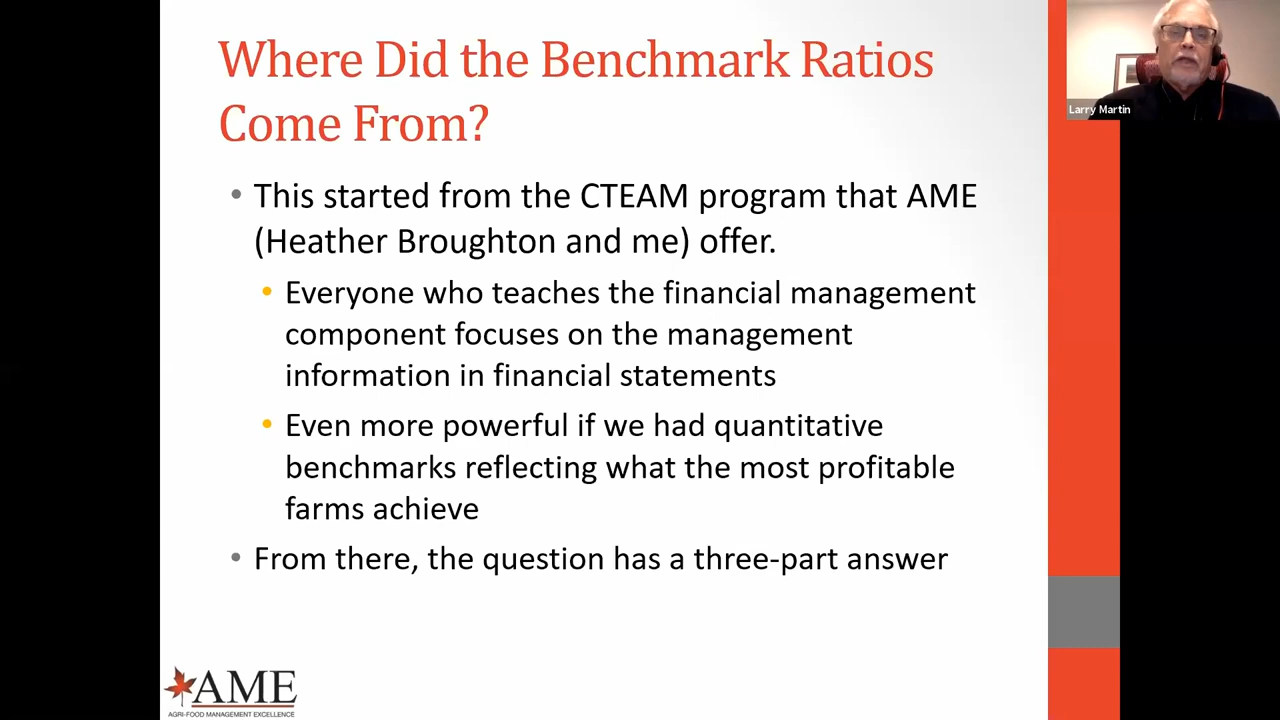 Where Did the Benchmark Ratios
Come From?
Larry Martin
• This started from the CTEAM program that AME
(Heather Broughton and me) offer.
• Everyone who teaches the financial management
component focuses on the management
information in financial statements
• Even more powerful if we had quantitative
benchmarks reflecting what the most profitable
farms achieve
• From there, the question has a three-part answer
AME
AGRI-FOOD MANAGEMENT EXCELLENCE